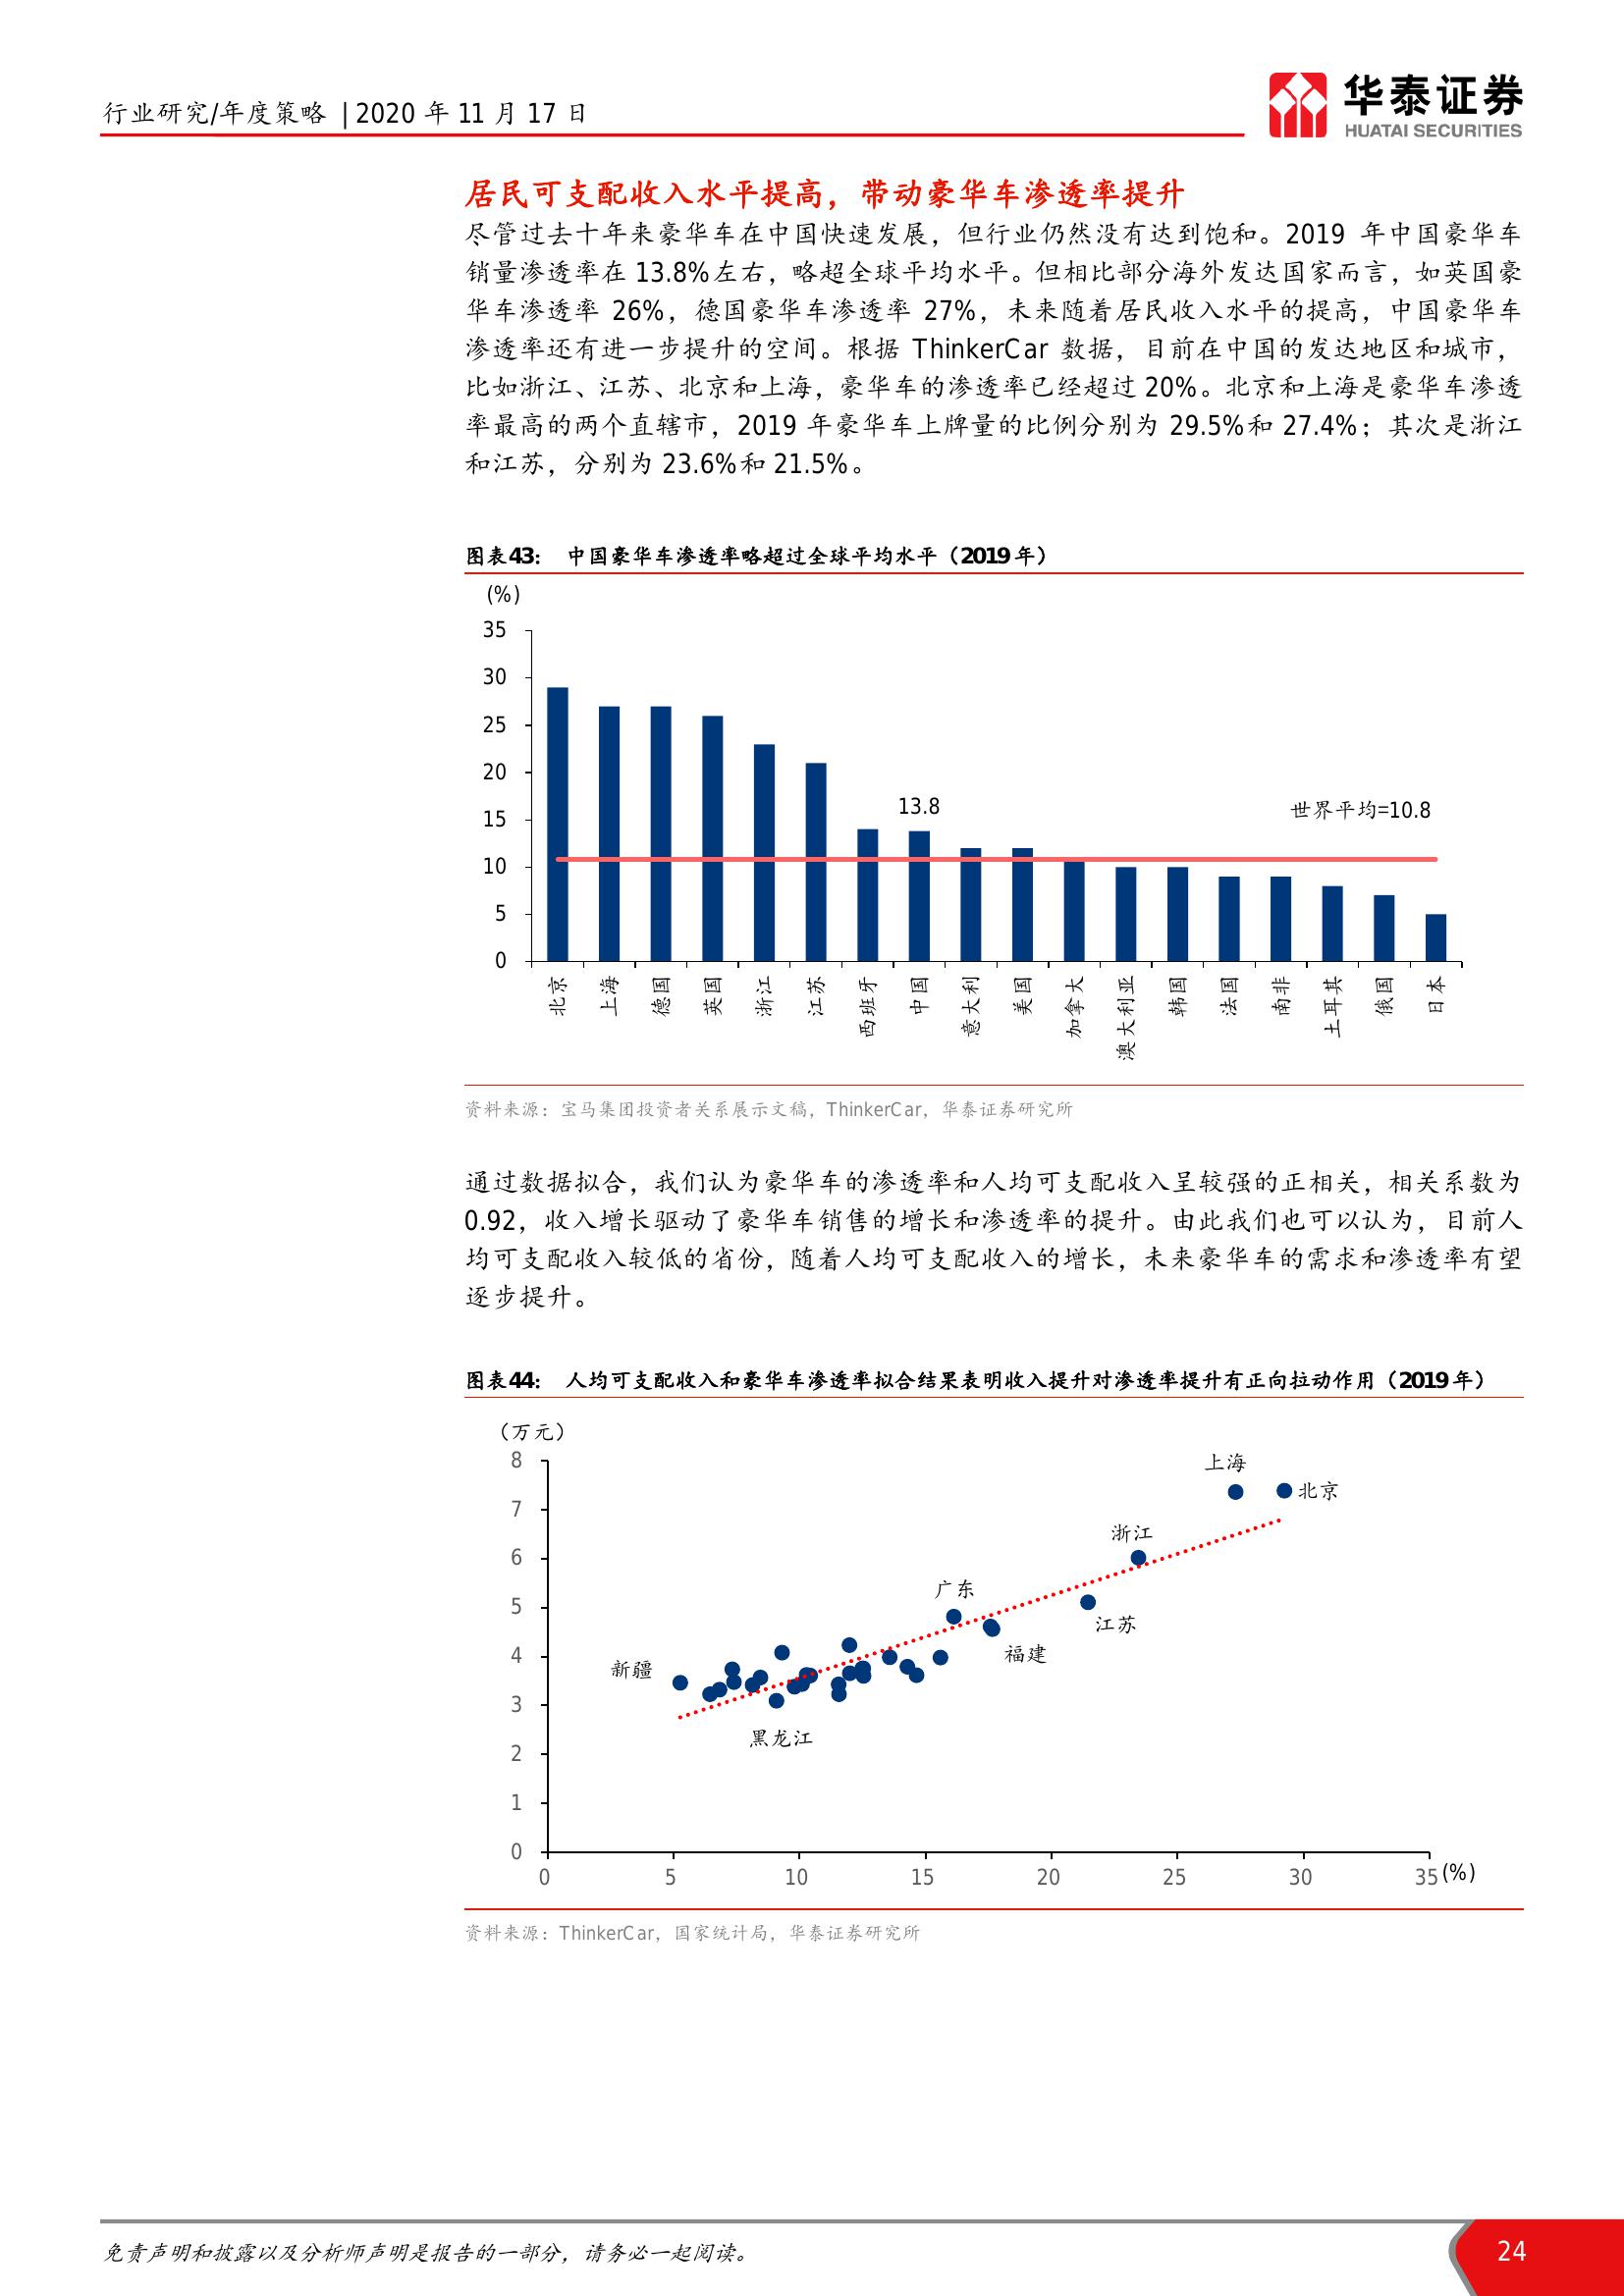 行业研究/年度策略 | 2020 年 11 月 17 日
华泰证券
HUATAI SECURITIES
居民可支配收入水平提高，带动豪华车渗透率提升
尽管过去十年来豪华车在中国快速发展，但行业仍然没有达到饱和。2019 年中国豪华车
销量渗透率在 13.8%左右，略超全球平均水平。但相比部分海外发达国家而言，如英国豪
华车渗透率 26%，德国豪华车渗透率 27%，未来随着居民收入水平的提高，中国豪华车
渗透率还有进一步提升的空间。根据 ThinkerCar 数据，目前在中国的发达地区和城市，
比如浙江、江苏、北京和上海，豪华车的渗透率已经超过 20%。北京和上海是豪华车渗透
率最高的两个直辖市，2019 年豪华车上牌量的比例分别为 29.5%和 27.4%；其次是浙江
和江苏，分别为 23.6%和 21.5%。
图表43： 中国豪华车渗透率略超过全球平均水平（2019 年）
(%)
35
30
25
20
15
10
5
0
13.8
世界平均=10.8
北京
上海
德国
英国
浙江
江苏
西班牙
中国
意大利
美国
加拿大
澳大利亚
韩国
法国
南非
土耳其
俄国
日本
资料来源：宝马集团投资者关系展示文稿，ThinkerCar，华泰证券研究所
通过数据拟合，我们认为豪华车的渗透率和人均可支配收入呈较强的正相关，相关系数为
0.92，收入增长驱动了豪华车销售的增长和渗透率的提升。由此我们也可以认为，目前人
均可支配收入较低的省份，随着人均可支配收入的增长，未来豪华车的需求和渗透率有望
逐步提升。
图表44： 人均可支配收入和豪华车渗透率拟合结果表明收入提升对渗透率提升有正向拉动作用（2019 年）
（万元）
8
7
6
5
4
3
2
1
0
上海
北京
浙江
广东
江苏
福建
新疆
黑龙江
0
5
10
15
20
25
30
35
(%)
资料来源：ThinkerCar，国家统计局，华泰证券研究所
免责声明和披露以及分析师声明是报告的一部分，请务必一起阅读。
24